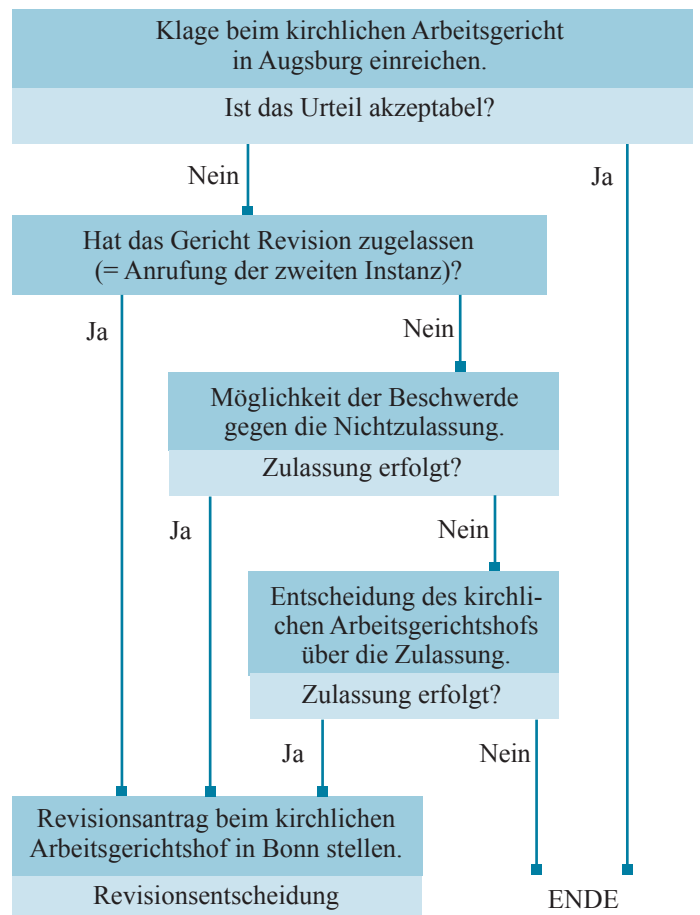 Klage beim kirchlichen Arbeitsgericht
in Augsburg einreichen.
Ist das Urteil akzeptabel?
Nein
Ja
Hat das Gericht Revision zugelassen
(= Anrufung der zweiten Instanz)?
Ja
Nein
Möglichkeit der Beschwerde
gegen die Nichtzulassung.
Zulassung erfolgt?
Ja
Nein
Entscheidung des kirchli-
chen Arbeitsgerichtshofs
über die Zulassung.
Zulassung erfolgt?
Ja
Nein
Revisionsantrag beim kirchlichen
Arbeitsgerichtshof in Bonn stellen.
Revisionsentscheidung
ENDE